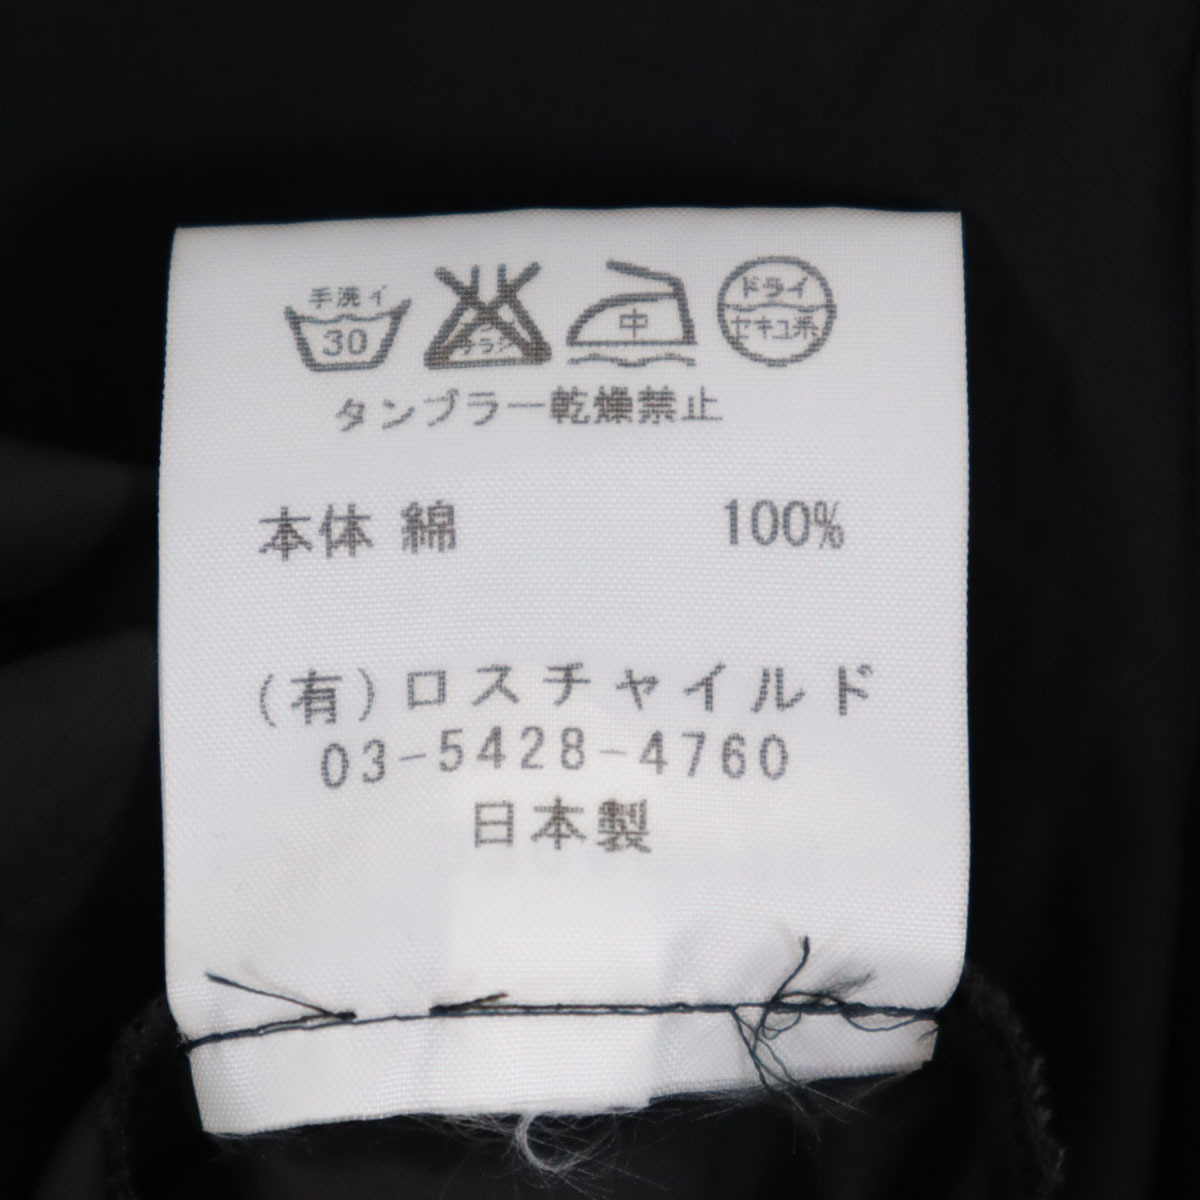 手洗イ 30 中 ドライ セキユ系
タンブラー乾燥禁止
本体 綿 100%
(有)ロスチャイルド
03-5428-4760
日本製